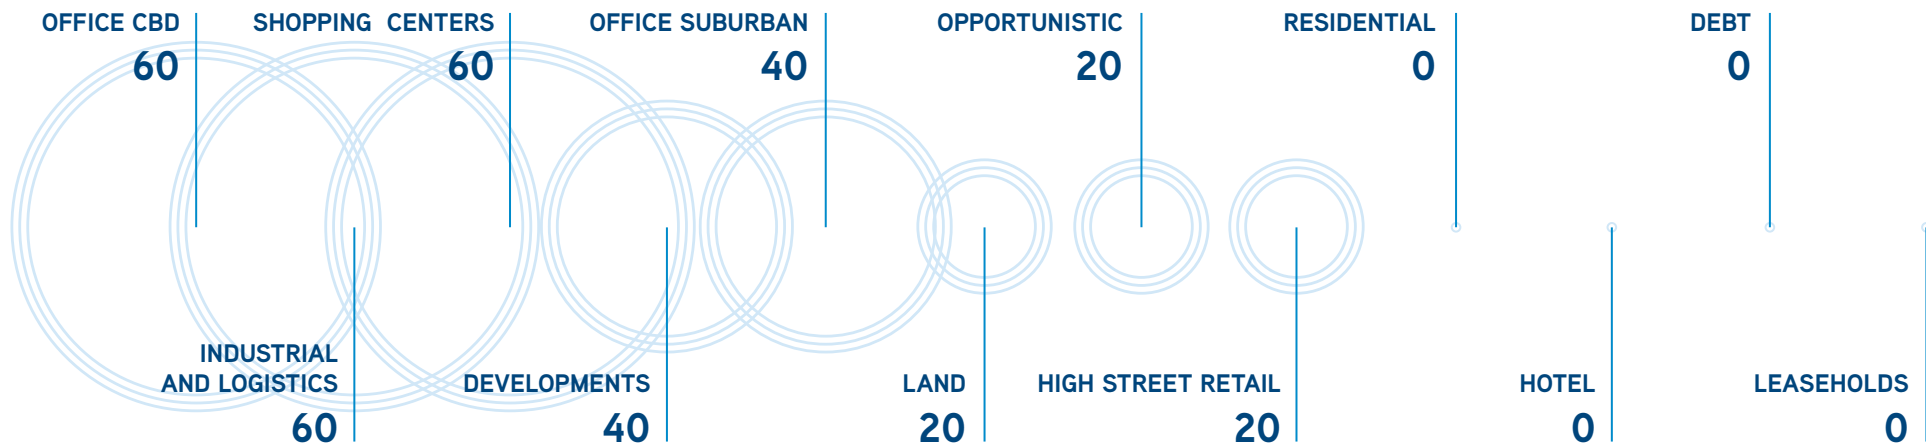 OFFICE CBD
60
SHOPPING CENTERS
60
OFFICE SUBURBAN
40
OPPORTUNISTIC
20
RESIDENTIAL
0
DEBT
0
INDUSTRIAL
AND LOGISTICS
60
DEVELOPMENTS
40
LAND
20
HIGH STREET RETAIL
20
HOTEL
0
LEASEHOLDS
0